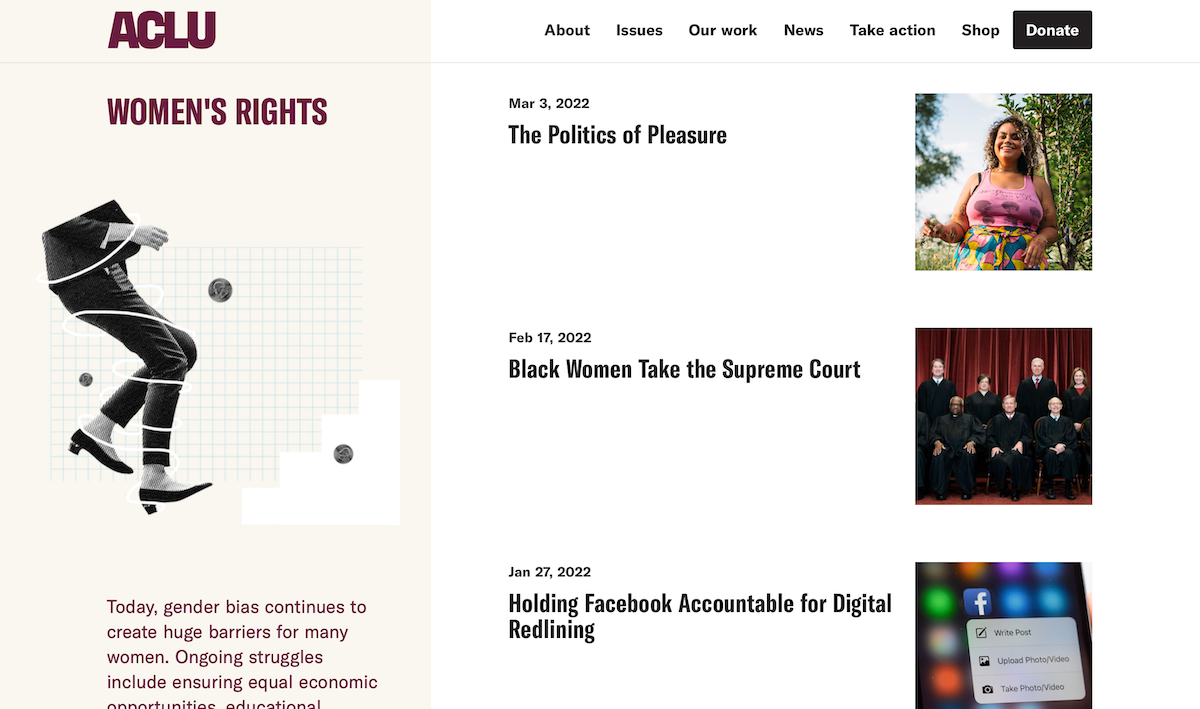 ACLU
About Issues Our work News Take action Shop Donate
WOMEN'S RIGHTS
Today, gender bias continues to
create huge barriers for many
women. Ongoing struggles
include ensuring equal economic
opportunities, educational
Mar 3, 2022
The Politics of Pleasure
Feb 17, 2022
Black Women Take the Supreme Court
Jan 27, 2022
Holding Facebook Accountable for Digital
Redlining
f
Write Post
Upload Photo/Video
Take Photo/Video